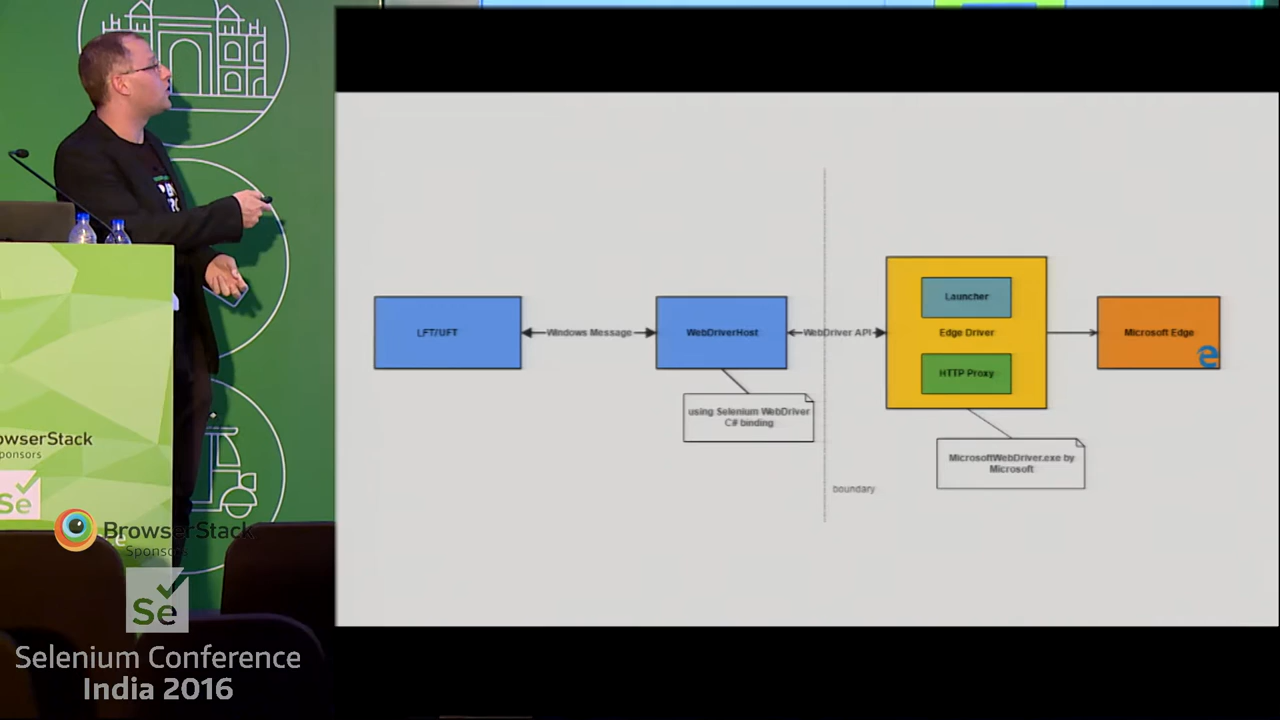 LFT/UFT
Windows Message
WebDriverHost
WebDriver API
Launcher
Edge Driver
HTTP Proxy
Microsoft Edge
using Selenium WebDriver
C# binding
MicrosoftWebDriver.exe by
Microsoft
boundary
owserStack
ponsors
Se
BrowserStack
Sponsors
Se
Selenium Conference
India 2016